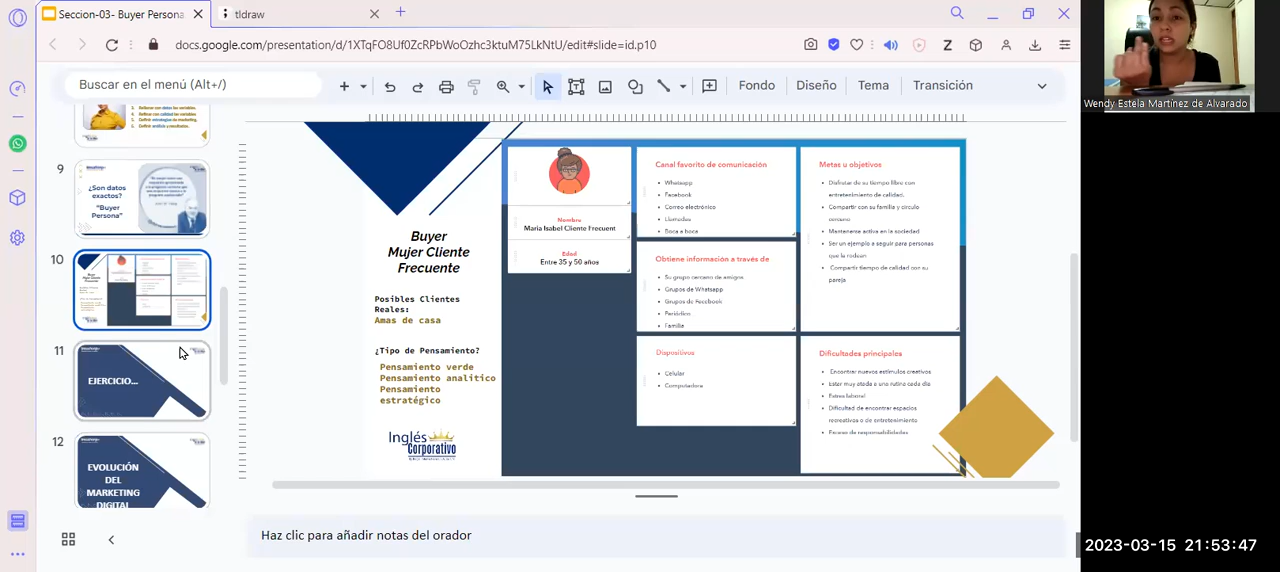 Seccion-03- Buyer Persona
tldraw
docs.google.com/presentation/d/1XTqFO8Uf0ZcRPbWoOzhc3ktuM75LkNtU/edit#slide=id.p10
Buscar en el menú (Alt+/)
Fondo
Diseño
Tema
Transición
Wendy Estela Martínez de Alvarado
9
¿Son datos
exactos?
"Buyer
Persona"
10
11
EJERCICIO...
12
EVOLUCIÓN
DEL
MARKETING
DIGITAL
Buyer
Mujer Cliente
Frecuente
Posibles Clientes
Reales:
Amas de casa
¿Tipo de Pensamiento?
Pensamiento verde
Pensamiento analítico
Pensamiento
estratégico
Inglés
Corporativo
Nombre
Maria Isabel Cliente Frecuent
Edad
Entre 35 y 50 años
Canal favorito de comunicación
Whatsapp
Facebook
Correo electrónico
Llamadas
Boca a boca
Obtiene información a través de
Su grupo cercano de amigos
Grupos de Whatsapp
Grupos de Facebook
Periódico
Familia
Dispositivos
Celular
Computadora
Metas u objetivos
Disfrutar de su tiempo libre con
entretenimiento de calidad.
Compartir con su familia y círculo
cercano
Mantenerse activa en la sociedad
Ser un ejemplo a seguir para personas
que la rodean
Compartir tiempo de calidad con su
pareja
Dificultades principales
Encontrar nuevos estímulos creativos
Estar muy atada a una rutina cada día
Estres laboral
Dificultad de encontrar espacios
recreativos o de entretenimiento
Exceso de responsabilidades
Haz clic para añadir notas del orador
2023-03-15 21:53:47